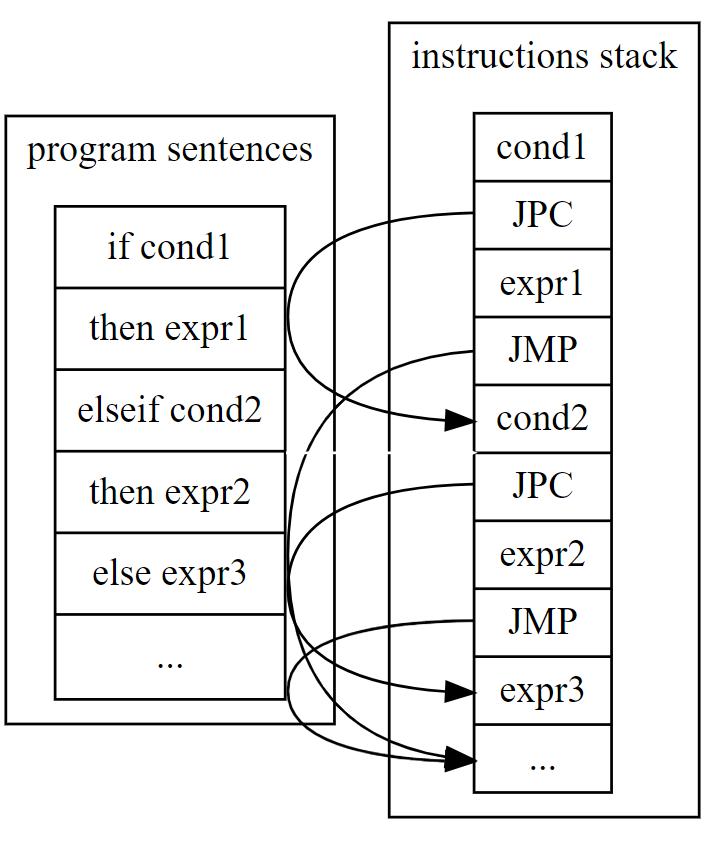 program sentences
if cond1
then expr1
elseif cond2
then expr2
else expr3
...
instructions stack
cond1
JPC
expr1
JMP
cond2
JPC
expr2
JMP
expr3
...